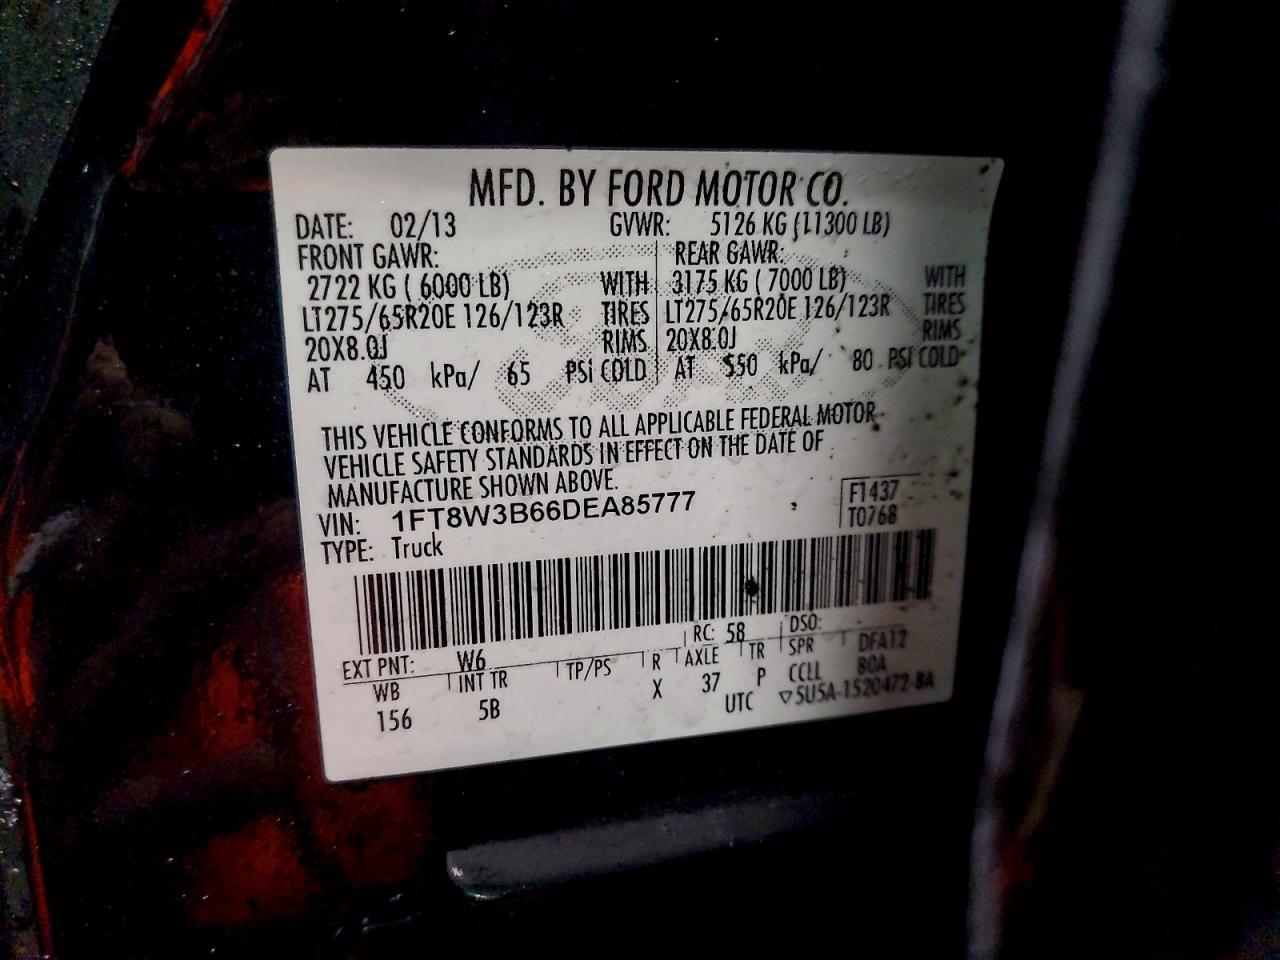 MFD. BY FORD MOTOR CO.
DATE: 02/13 GVWR: 5126 KG (11300 LB)
FRONT GAWR: REAR GAWR:
2722 KG ( 6000 LB) WITH 3175 KG ( 7000 LB) WITH
LT275/65R20E 126/123R TIRES LT275/65R20E 126/123R TIRES
20X8.0J RIMS 20X8.0J RIMS
AT 450 kPa/ 65 PSI COLD AT 550 kPa/ 80 PSI COLD
THIS VEHICLE CONFORMS TO ALL APPLICABLE FEDERAL MOTOR
VEHICLE SAFETY STANDARDS IN EFFECT ON THE DATE OF
MANUFACTURE SHOWN ABOVE.
VIN: 1FT8W3B66DEA85777 F1437
TYPE: Truck T0768
EXT PNT: W6 RC: 58 DSO:
WB INT TR TP/PS R AXLE TR SPR DFA12
156 5B X 37 P CCLL BOA
UTC ▽5U5A-1520472-BA